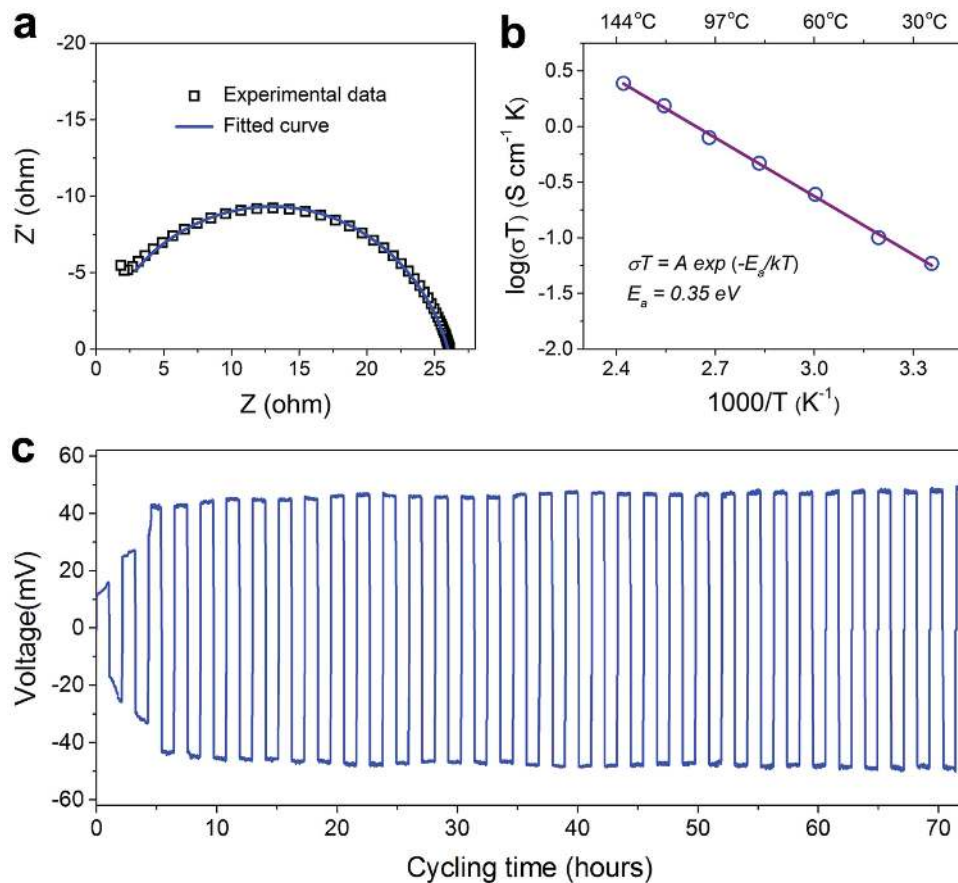 a
-20
-15
-10
-5
0
Z' (ohm)
Experimental data
Fitted curve
0 5 10 15 20 25
Z (ohm)
b
144°C 97°C 60°C 30°C
0.5
0.0
-0.5
-1.0
-1.5
-2.0
log(σT) (S cm⁻¹ K)
σT = A exp (-Eₐ/kT)
Eₐ = 0.35 eV
2.4 2.7 3.0 3.3
1000/T (K⁻¹)
c
60
40
20
0
-20
-40
-60
Voltage(mV)
0 10 20 30 40 50 60 70
Cycling time (hours)